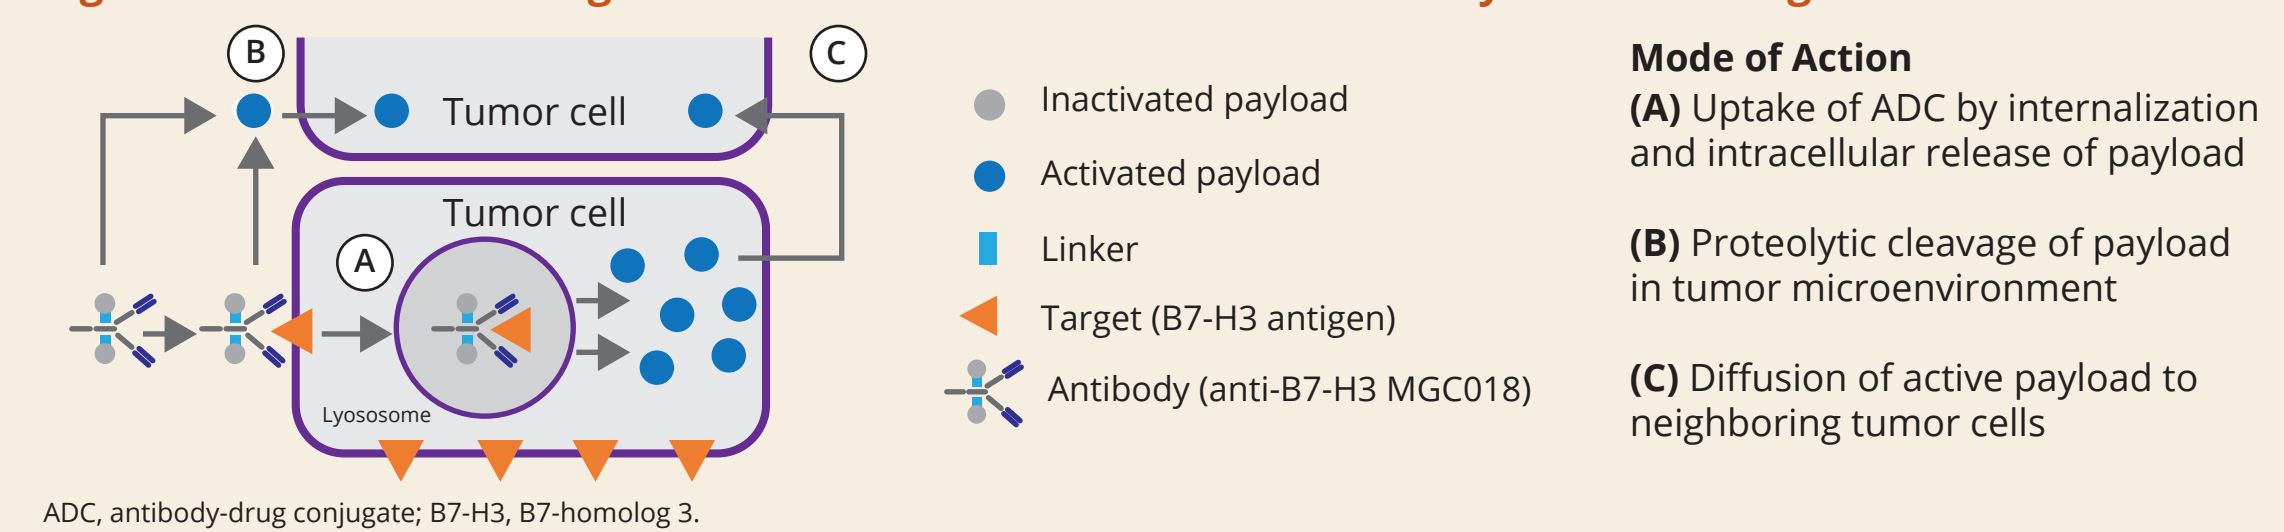 B
C
Tumor cell
Tumor cell
A
Lyososome
Inactivated payload
Activated payload
Linker
Target (B7-H3 antigen)
Antibody (anti-B7-H3 MGC018)
Mode of Action
(A) Uptake of ADC by internalization
and intracellular release of payload
(B) Proteolytic cleavage of payload
in tumor microenvironment
(C) Diffusion of active payload to
neighboring tumor cells
ADC, antibody-drug conjugate; B7-H3, B7-homolog 3.